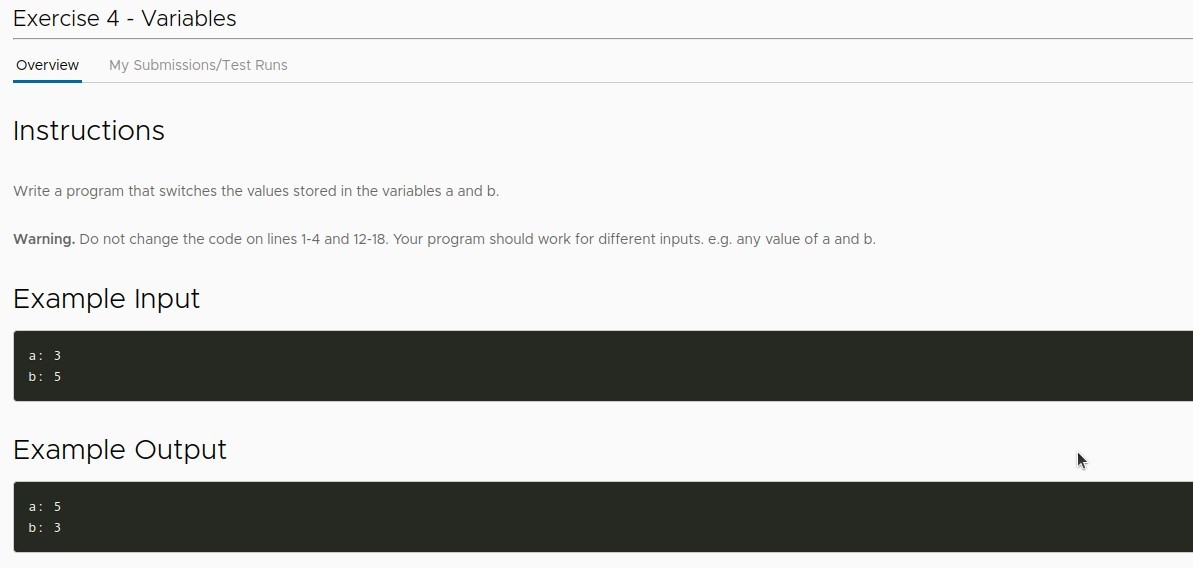 Exercise 4 - Variables
Overview My Submissions/Test Runs
Instructions
Write a program that switches the values stored in the variables a and b.
Warning. Do not change the code on lines 1-4 and 12-18. Your program should work for different inputs. e.g. any value of a and b.
Example Input
a: 3
b: 5
Example Output
a: 5
b: 3